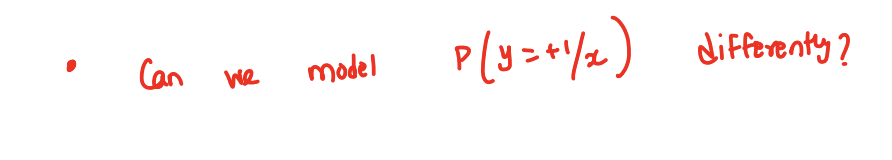 • Can we model P(y=+1/x) differently?